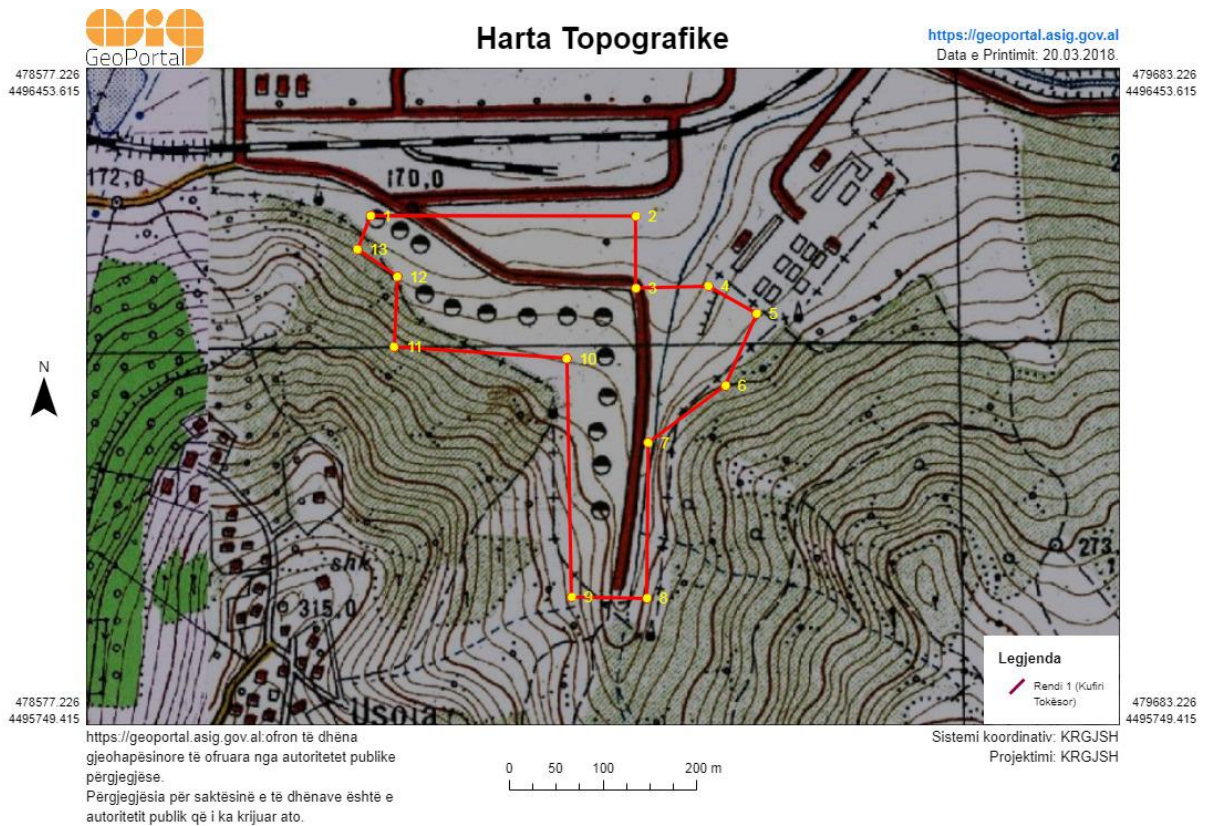 asig
GeoPortal
Harta Topografike
https://geoportal.asig.gov.al
Data e Printimit: 20.03.2018.
478577.226
4496453.615
479683.226
4496453.615
172,0
170,0
1
2
13
12
3
4
5
11
10
6
7
N
273,
shk
315,0
9
8
Usoja
Legjenda
Rendi 1 (Kufiri
Tokësor)
478577.226
4495749.415
479683.226
4495749.415
https://geoportal.asig.gov.al:ofron të dhëna
gjeohapësinore të ofruara nga autoritetet publike
përgjegjëse.
Përgjegjësia për saktësinë e të dhënave është e
autoritetit publik që i ka krijuar ato.
0 50 100 200 m
Sistemi koordinativ: KRGJSH
Projektimi: KRGJSH